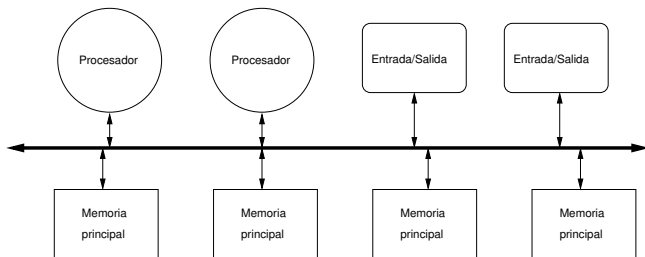 Procesador
Procesador
Entrada/Salida
Entrada/Salida
Memoria
principal
Memoria
principal
Memoria
principal
Memoria
principal